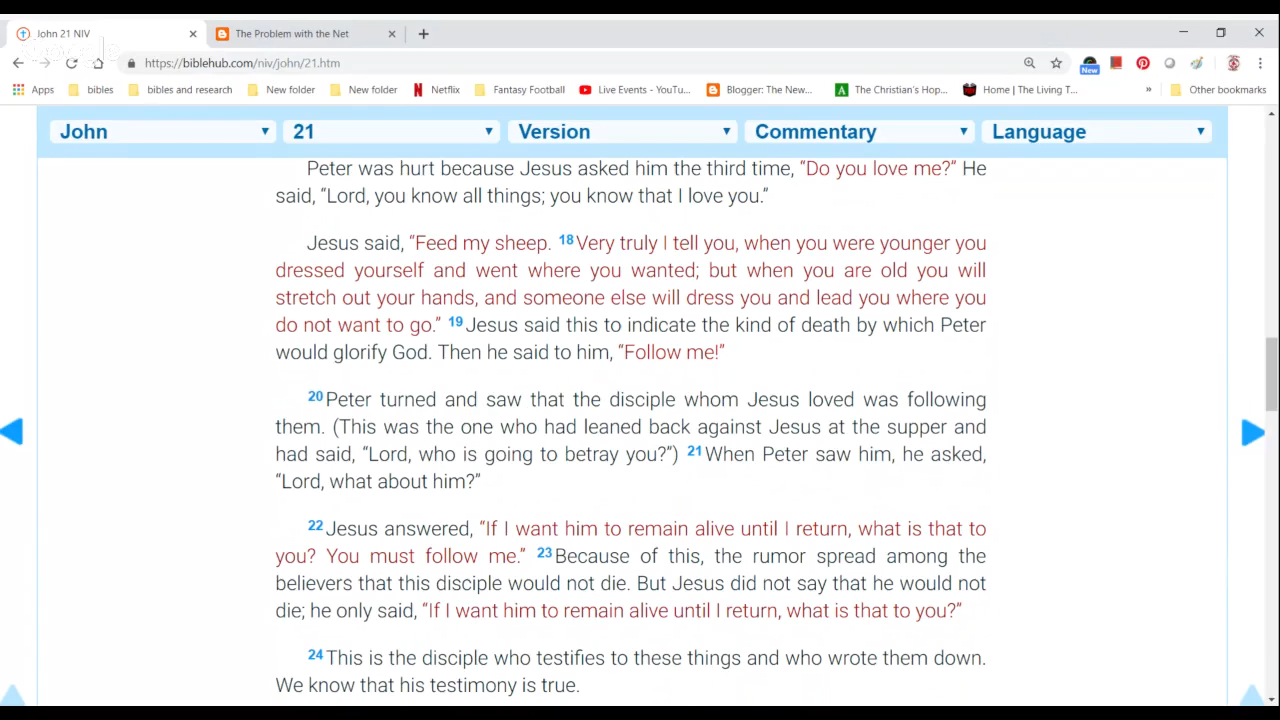 John 21 NIV
The Problem with the Net
https://biblehub.com/niv/john/21.htm
New
Apps bibles bibles and research New folder New folder Netflix Fantasy Football Live Events - YouTu... Blogger: The New... The Christian's Hop... Home | The Living T... » Other bookmarks
John 21 Version Commentary Language
Peter was hurt because Jesus asked him the third time, “Do you love me?” He
said, “Lord, you know all things; you know that I love you.”
Jesus said, “Feed my sheep. 18 Very truly I tell you, when you were younger you
dressed yourself and went where you wanted; but when you are old you will
stretch out your hands, and someone else will dress you and lead you where you
do not want to go.” 19 Jesus said this to indicate the kind of death by which Peter
would glorify God. Then he said to him, “Follow me!”
20 Peter turned and saw that the disciple whom Jesus loved was following
them. (This was the one who had leaned back against Jesus at the supper and
had said, “Lord, who is going to betray you?”) 21 When Peter saw him, he asked,
“Lord, what about him?”
22 Jesus answered, “If I want him to remain alive until I return, what is that to
you? You must follow me.” 23 Because of this, the rumor spread among the
believers that this disciple would not die. But Jesus did not say that he would not
die; he only said, “If I want him to remain alive until I return, what is that to you?”
24 This is the disciple who testifies to these things and who wrote them down.
We know that his testimony is true.